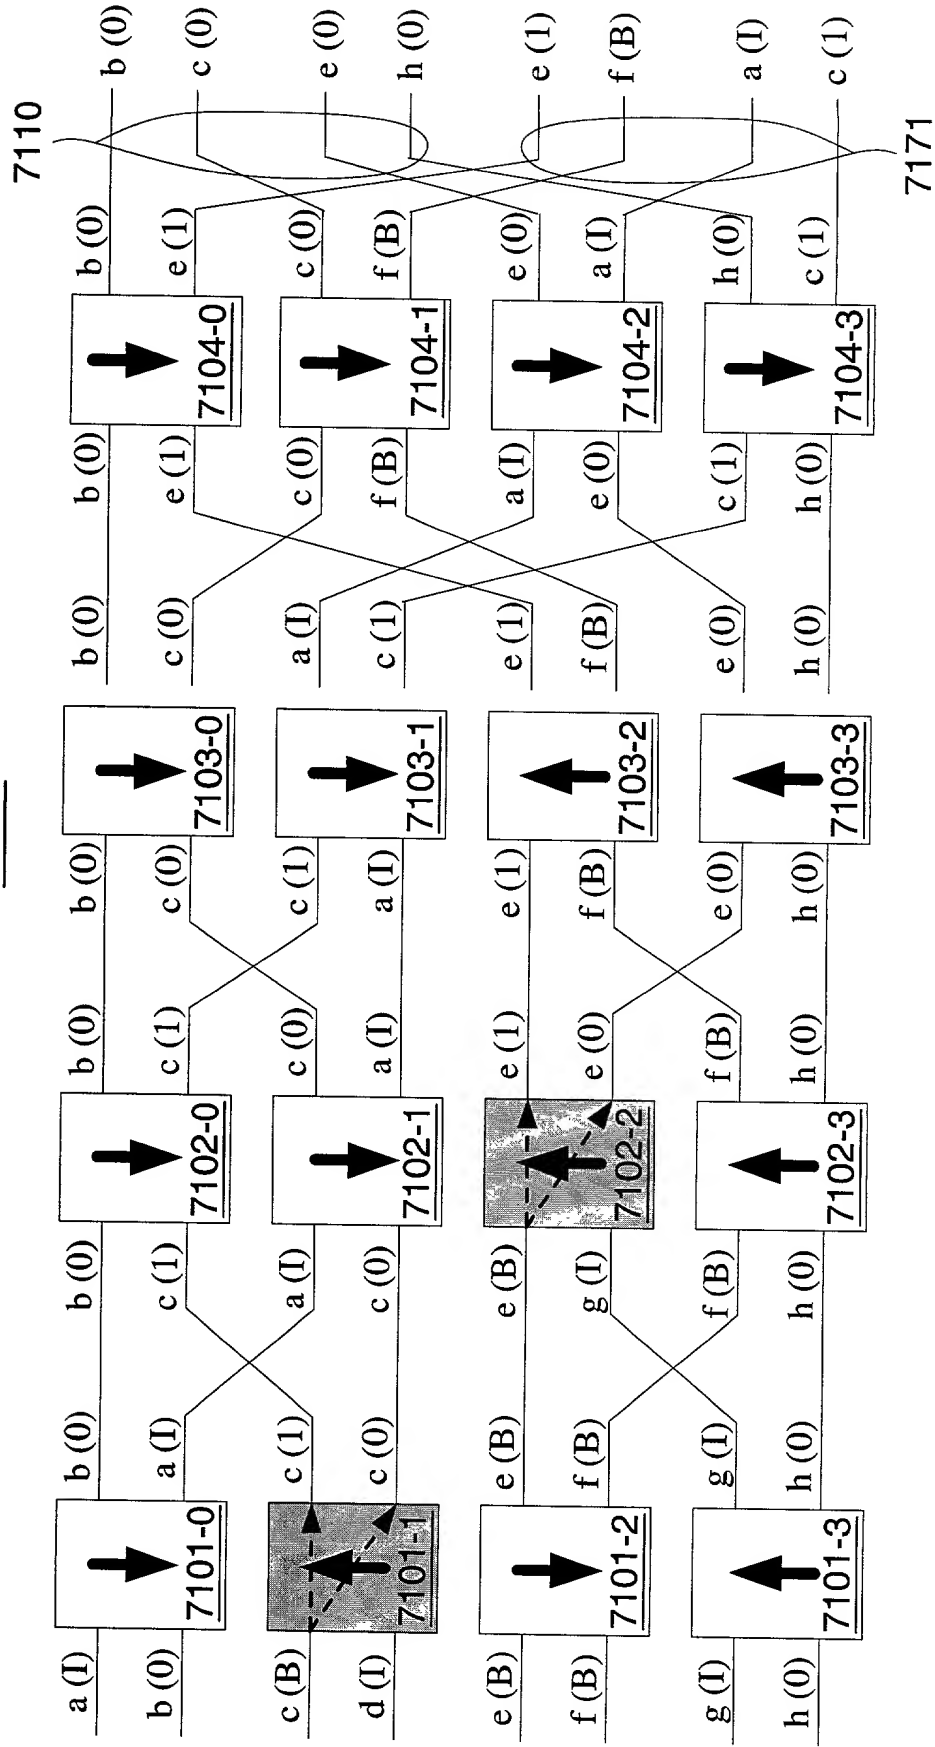 7110
b (0)
c (0)
e (0)
h (0)
e (1)
f (B)
a (I)
c (1)
7171
b (0)
e (1)
c (0)
f (B)
e (0)
a (I)
h (0)
c (1)
7104-0
7104-1
7104-2
7104-3
b (0)
e (1)
c (0)
f (B)
a (I)
e (0)
c (1)
h (0)
b (0)
c (0)
a (I)
c (1)
e (1)
f (B)
e (0)
h (0)
7103-0
7103-1
7103-2
7103-3
b (0)
c (0)
c (1)
a (I)
e (1)
f (B)
e (0)
h (0)
b (0)
c (1)
c (0)
a (I)
e (1)
e (0)
f (B)
h (0)
7102-0
7102-1
7102-2
7102-3
b (0)
c (1)
a (I)
c (0)
e (B)
g (I)
f (B)
h (0)
b (0)
a (I)
c (1)
c (0)
e (B)
f (B)
g (I)
h (0)
7101-0
7101-1
7101-2
7101-3
a (I)
b (0)
c (B)
d (I)
e (B)
f (B)
g (I)
h (0)